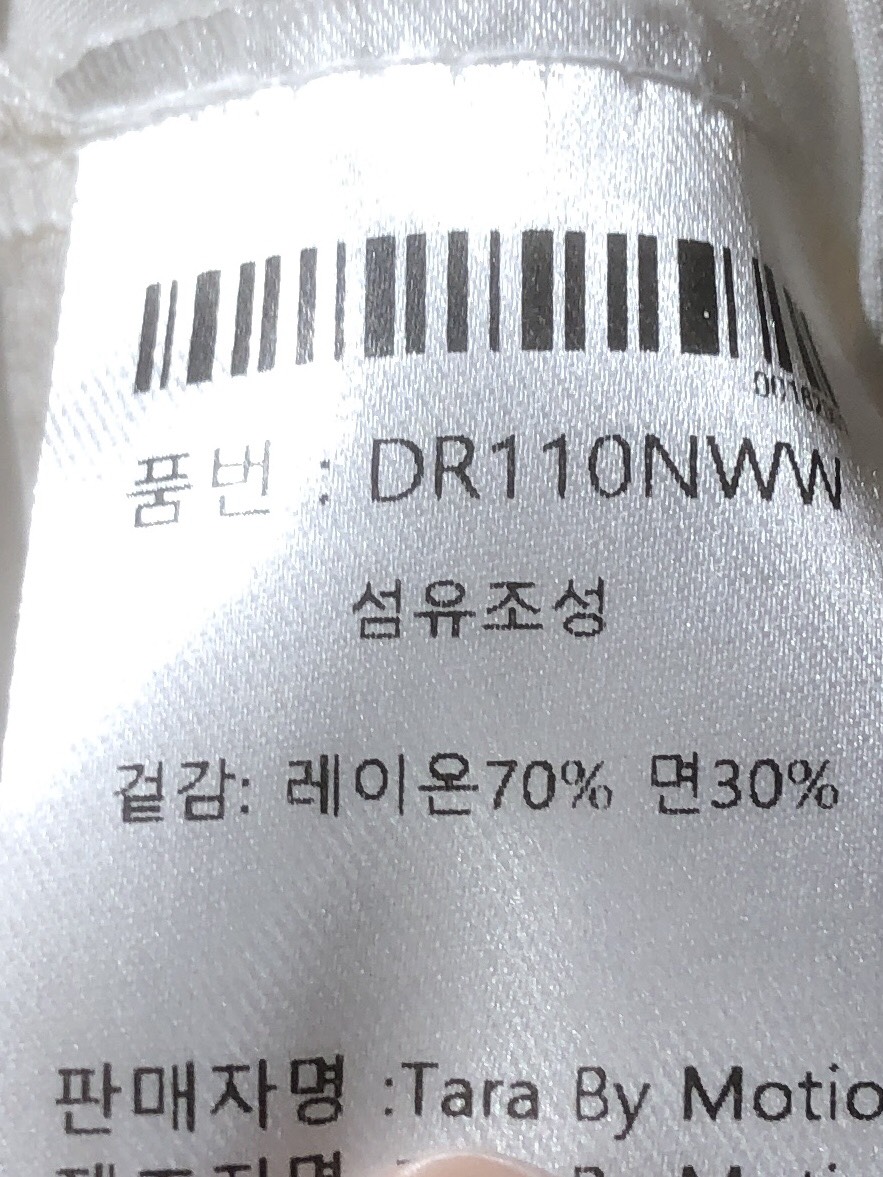 품번 : DR110NWW
섬유조성
겉감: 레이온70% 면30%
판매자명 :Tara By